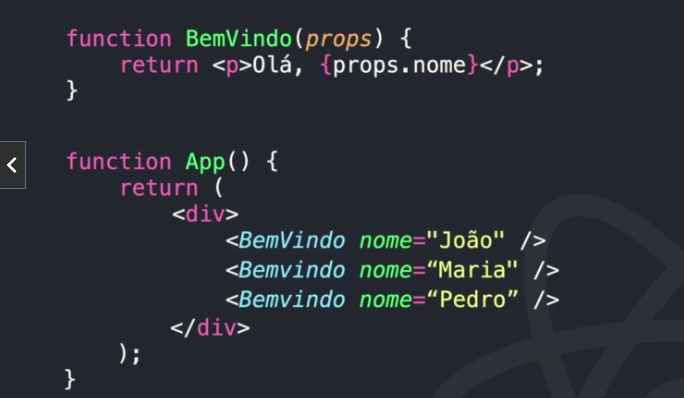 function BemVindo(props) {
return <p>Olá, {props.nome}</p>;
}
function App() {
return (
<div>
<BemVindo nome="João" />
<Bemvindo nome=“Maria" />
<Bemvindo nome=“Pedro” />
</div>
);
}